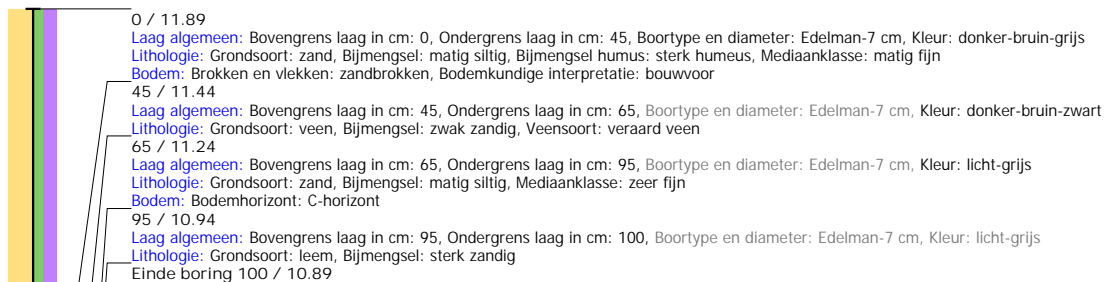 0 / 11.89
Laag algemeen: Bovengrens laag in cm: 0, Ondergrens laag in cm: 45, Boortype en diameter: Edelman-7 cm, Kleur: donker-bruin-grijs
Lithologie: Grondsoort: zand, Bijmengsel: matig siltig, Bijmengsel humus: sterk humeus, Mediaanklasse: matig fijn
Bodem: Brokken en vlekken: zandbrokken, Bodemkundige interpretatie: bouwvoor
45 / 11.44
Laag algemeen: Bovengrens laag in cm: 45, Ondergrens laag in cm: 65, Boortype en diameter: Edelman-7 cm, Kleur: donker-bruin-zwart
Lithologie: Grondsoort: veen, Bijmengsel: zwak zandig, Veensoort: veraard veen
65 / 11.24
Laag algemeen: Bovengrens laag in cm: 65, Ondergrens laag in cm: 95, Boortype en diameter: Edelman-7 cm, Kleur: licht-grijs
Lithologie: Grondsoort: zand, Bijmengsel: matig siltig, Mediaanklasse: zeer fijn
Bodem: Bodemhorizont: C-horizont
95 / 10.94
Laag algemeen: Bovengrens laag in cm: 95, Ondergrens laag in cm: 100, Boortype en diameter: Edelman-7 cm, Kleur: licht-grijs
Lithologie: Grondsoort: leem, Bijmengsel: sterk zandig
Einde boring 100 / 10.89